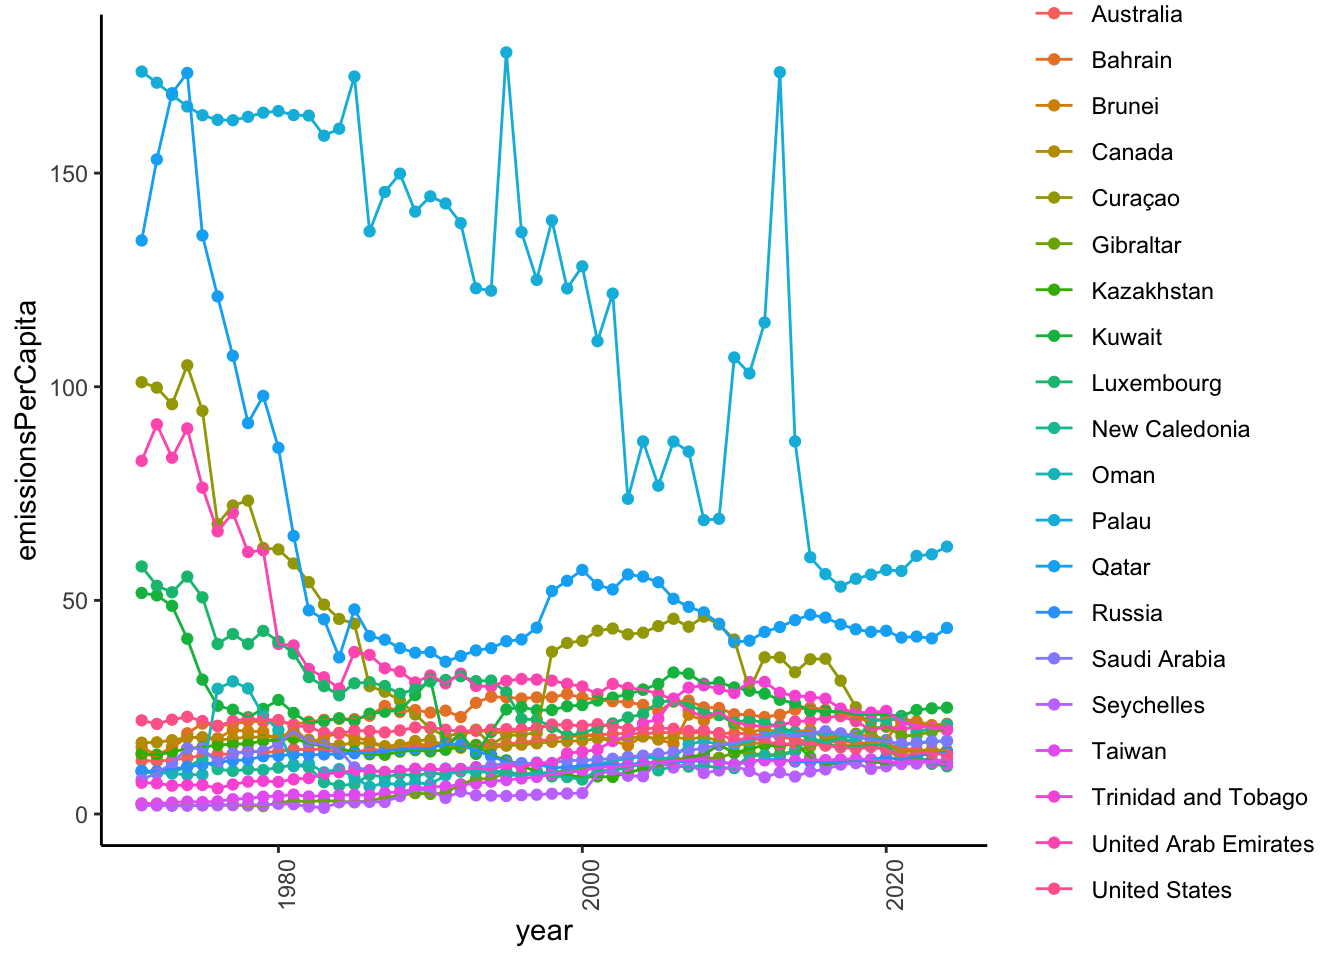 emissionsPerCapita
150
100
50
0
1980
2000
2020
year
Australia
Bahrain
Brunei
Canada
Curaçao
Gibraltar
Kazakhstan
Kuwait
Luxembourg
New Caledonia
Oman
Palau
Qatar
Russia
Saudi Arabia
Seychelles
Taiwan
Trinidad and Tobago
United Arab Emirates
United States